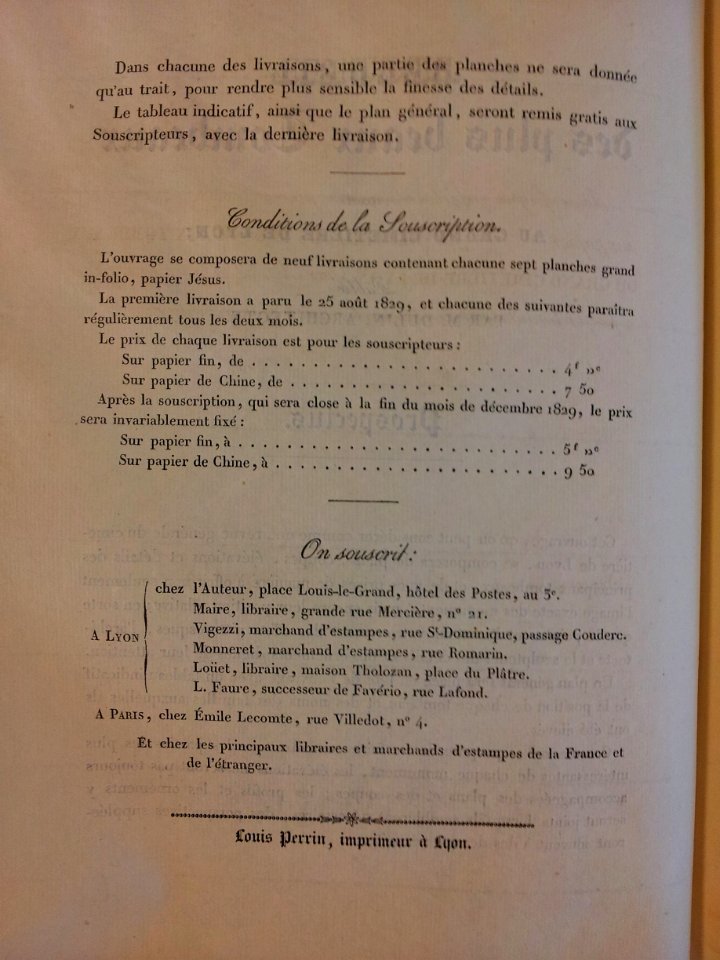 Dans chacune des livraisons, une partie des planches ne sera donnée
qu'au trait, pour rendre plus sensible la finesse des détails.
Le tableau indicatif, ainsi que le plan général, seront remis gratis aux
Souscripteurs, avec la dernière livraison.
Conditions de la Souscription.
L'ouvrage se composera de neuf livraisons contenant chacune sept planches grand
in-folio, papier Jésus.
La première livraison a paru le 25 août 1829, et chacune des suivantes paraîtra
régulièrement tous les deux mois.
Le prix de chaque livraison est pour les souscripteurs :
Sur papier fin, de . . . . . . . . . . . . . . . . . . . . . . . . . 4f »c
Sur papier de Chine, de . . . . . . . . . . . . . . . . . . . . . . 7 50
Après la souscription, qui sera close à la fin du mois de décembre 1829, le prix
sera invariablement fixé :
Sur papier fin, à . . . . . . . . . . . . . . . . . . . . . . . . . . 5f »c
Sur papier de Chine, à . . . . . . . . . . . . . . . . . . . . . . . 9 50
On souscrit :
chez l'Auteur, place Louis-le-Grand, hôtel des Postes, au 3e.
Maire, libraire, grande rue Mercière, n° 21.
Vigezzi, marchand d'estampes, rue St-Dominique, passage Couderc.
A Lyon
Monneret, marchand d'estampes, rue Romarin.
Loüet, libraire, maison Tholozan, place du Plâtre.
L. Faure, successeur de Favério, rue Lafond.
A Paris, chez Émile Lecomte, rue Villedot, n° 4.
Et chez les principaux libraires et marchands d'estampes de la France et
de l'étranger.
Louis Perrin, imprimeur à Lyon.